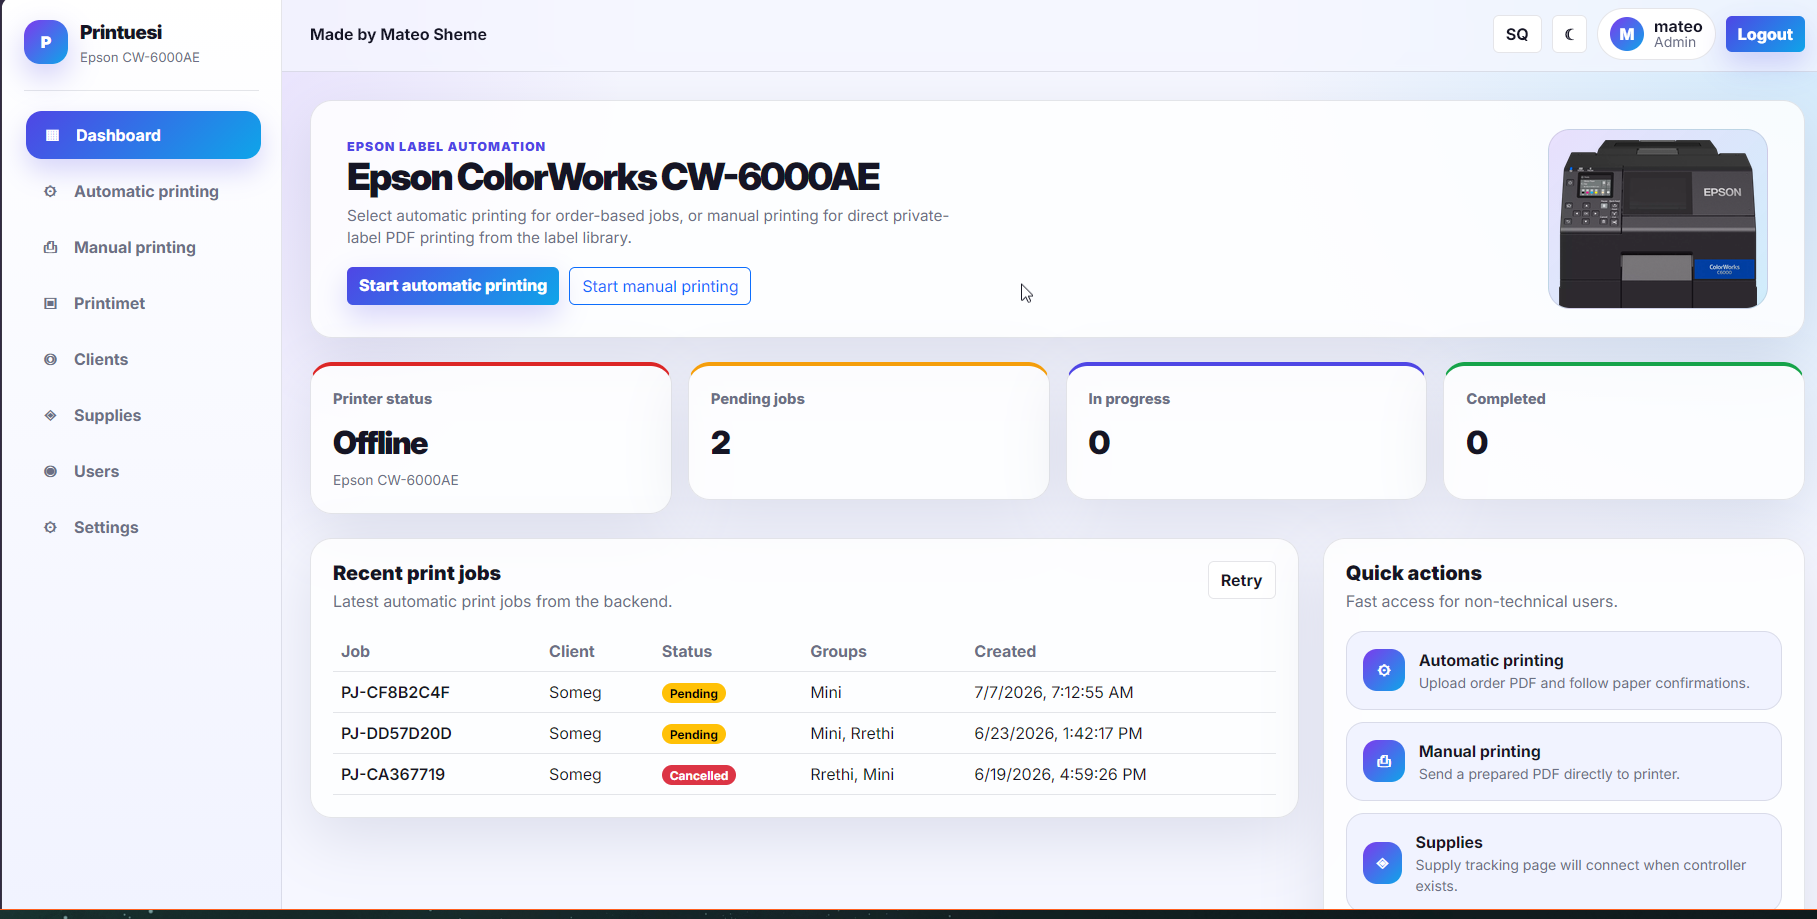 P
Printuesi
Epson CW-6000AE
Dashboard
Automatic printing
Manual printing
Printimet
Clients
Supplies
Users
Settings
Made by Mateo Sheme
SQ
M
mateo
Admin
Logout
EPSON LABEL AUTOMATION
Epson ColorWorks CW-6000AE
Select automatic printing for order-based jobs, or manual printing for direct private-
label PDF printing from the label library.
Start automatic printing
Start manual printing
EPSON
ColorWorks
C6000
Printer status
Offline
Epson CW-6000AE
Pending jobs
2
In progress
0
Completed
0
Recent print jobs
Latest automatic print jobs from the backend.
Retry
Job Client Status Groups Created
PJ-CF8B2C4F Someg Pending Mini 7/7/2026, 7:12:55 AM
PJ-DD57D20D Someg Pending Mini, Rrethi 6/23/2026, 1:42:17 PM
PJ-CA367719 Someg Cancelled Rrethi, Mini 6/19/2026, 4:59:26 PM
Quick actions
Fast access for non-technical users.
Automatic printing
Upload order PDF and follow paper confirmations.
Manual printing
Send a prepared PDF directly to printer.
Supplies
Supply tracking page will connect when controller
exists.